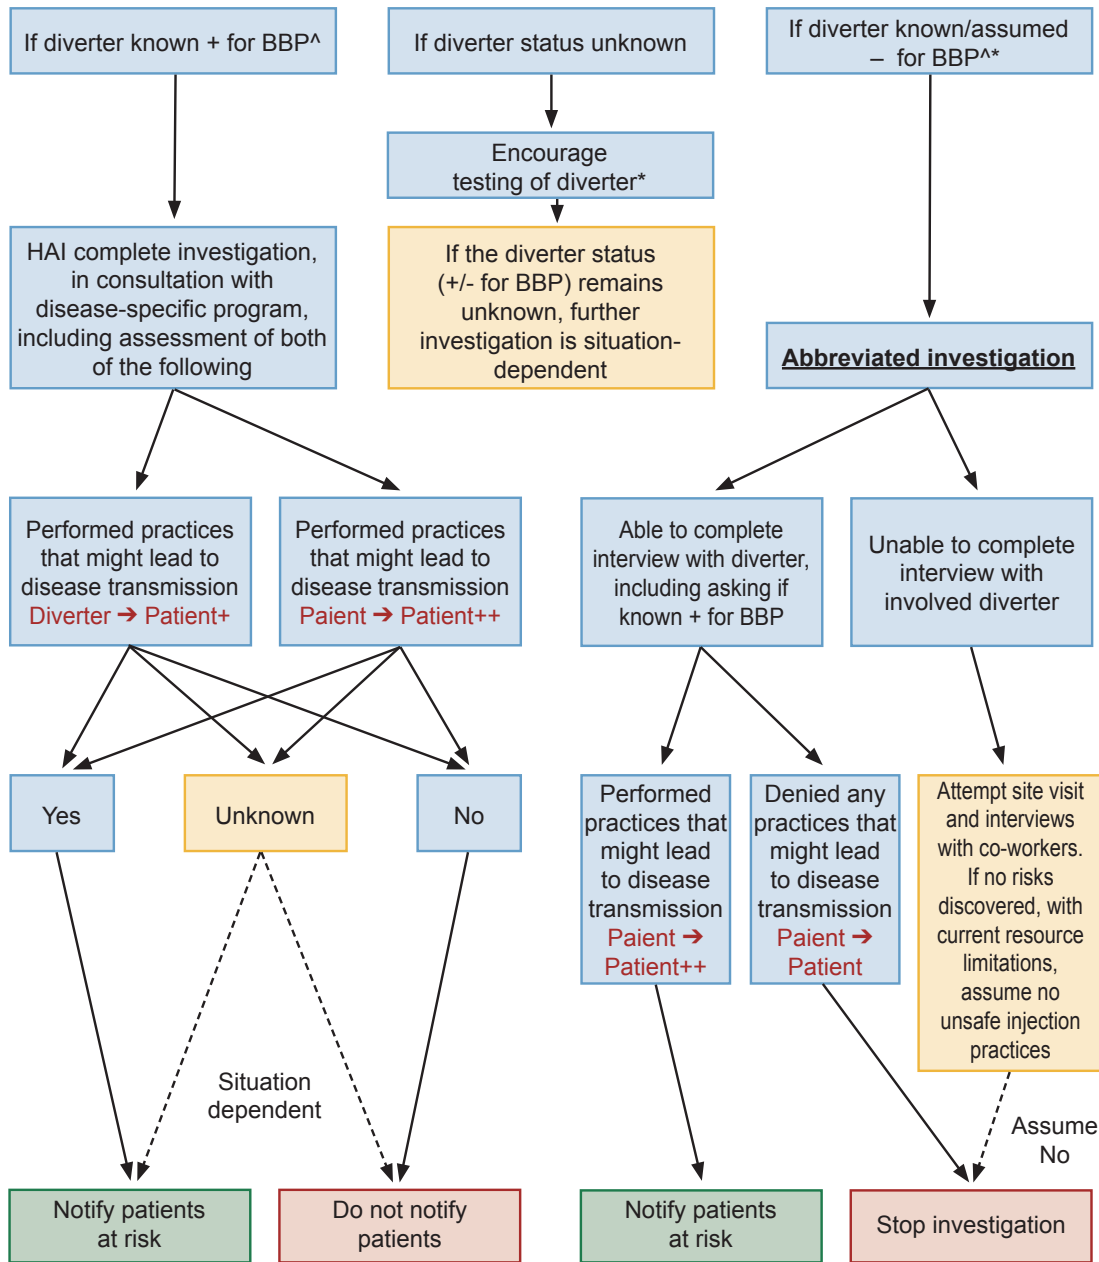 If diverter known + for BBP^
If diverter status unknown
If diverter known/assumed
– for BBP^*
Encourage
testing of diverter*
HAI complete investigation,
in consultation with
disease-specific program,
including assessment of both
of the following
If the diverter status
(+/- for BBP) remains
unknown, further
investigation is situation-
dependent
Abbreviated investigation
Performed practices
that might lead to
disease transmission
Diverter ➔ Patient+
Performed practices
that might lead to
disease transmission
Paient ➔ Patient++
Able to complete
interview with diverter,
including asking if
known + for BBP
Unable to complete
interview with
involved diverter
Yes
Unknown
No
Performed
practices that
might lead
to disease
transmission
Paient ➔
Patient++
Denied any
practices that
might lead
to disease
transmission
Paient ➔
Patient
Attempt site visit
and interviews
with co-workers.
If no risks
discovered, with
current resource
limitations,
assume no
unsafe injection
practices
Situation
dependent
Assume
No
Notify patients
at risk
Do not notify
patients
Notify patients
at risk
Stop investigation